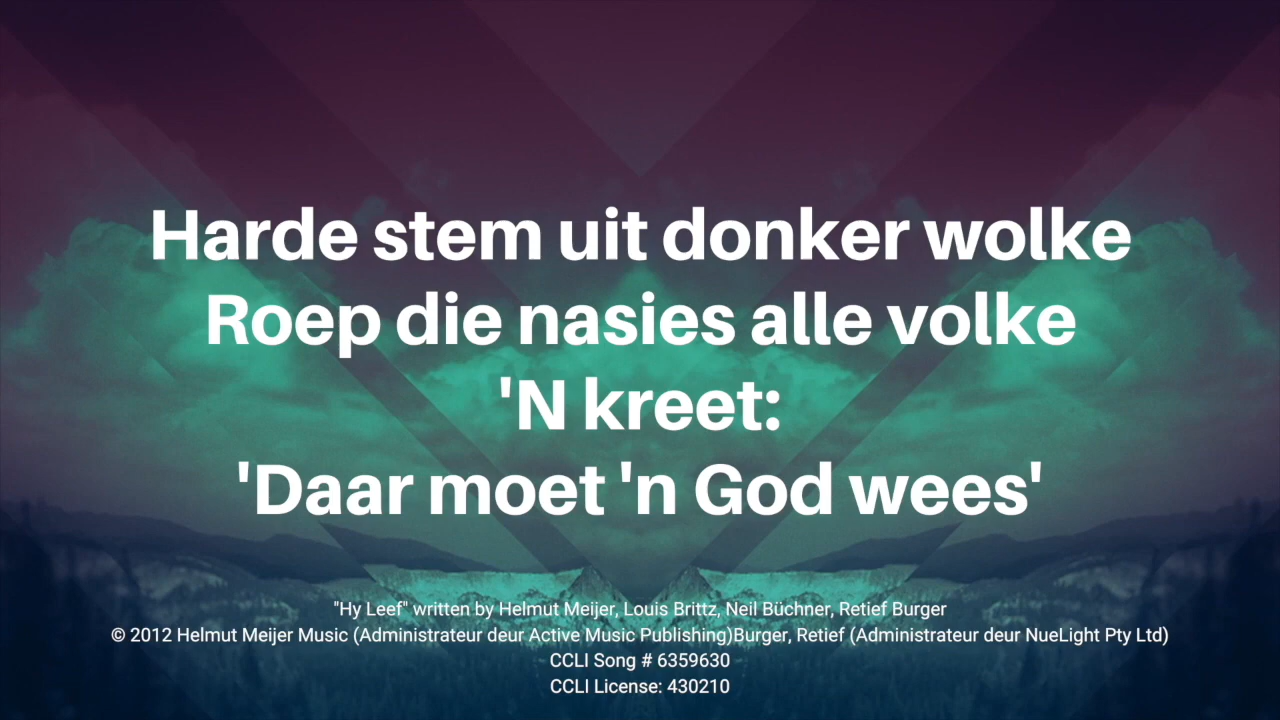 Harde stem uit donker wolke
Roep die nasies alle volke
'N kreet:
'Daar moet 'n God wees'
"Hy Leef" written by Helmut Meijer, Louis Brittz, Neil Büchner, Retief Burger
© 2012 Helmut Meijer Music (Administrateur deur Active Music Publishing)Burger, Retief (Administrateur deur NueLight Pty Ltd)
CCLI Song # 6359630
CCLI License: 430210